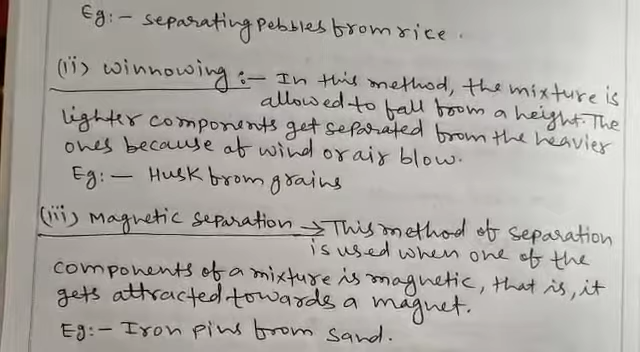 Eg:- separating pebbles from rice.
(ii) winnowing :- In this method, the mixture is
allowed to fall from a height. The
lighter components get separated from the heavier
ones because of wind or air blow.
Eg:- Husk from grains
(iii) Magnetic separation → This method of separation
is used when one of the
components of a mixture is magnetic, that is, it
gets attracted towards a magnet.
Eg:- Iron pins from sand.